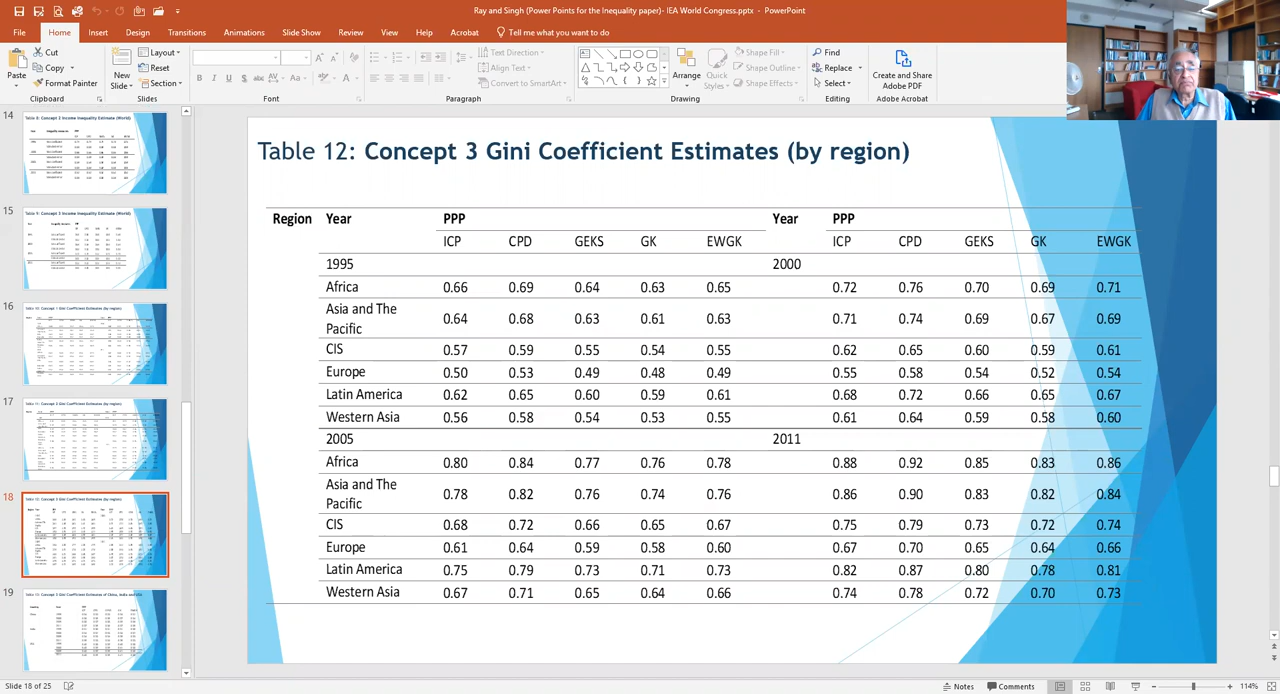 Ray and Singh (Power Points for the Inequality paper)- IEA World Congress.pptx - PowerPoint
File Home Insert Design Transitions Animations Slide Show Review View Help Acrobat Tell me what you want to do
Paste
Cut
Copy
Format Painter
Clipboard
New Slide
Layout
Reset
Section
Slides
Font
Text Direction
Align Text
Convert to SmartArt
Paragraph
Arrange
Quick Styles
Shape Fill
Shape Outline
Shape Effects
Drawing
Find
Replace
Select
Editing
Create and Share Adobe PDF
Adobe Acrobat
14
15
16
17
18
19
Table 12. Concept 3 Gini Coefficient Estimates (by region)
Region Year PPP Year PPP
ICP CPD GEKS GK EWGK ICP CPD GEKS GK EWGK
1995 2000
Africa 0.66 0.69 0.64 0.63 0.65 0.72 0.76 0.70 0.69 0.71
Asia and The Pacific 0.64 0.68 0.63 0.61 0.63 0.71 0.74 0.69 0.67 0.69
CIS 0.57 0.59 0.55 0.54 0.55 0.62 0.65 0.60 0.59 0.61
Europe 0.50 0.53 0.49 0.48 0.49 0.55 0.58 0.54 0.52 0.54
Latin America 0.62 0.65 0.60 0.59 0.61 0.68 0.72 0.66 0.65 0.67
Western Asia 0.56 0.58 0.54 0.53 0.55 0.61 0.64 0.59 0.58 0.60
2005 2011
Africa 0.80 0.84 0.77 0.76 0.78 0.88 0.92 0.85 0.83 0.86
Asia and The Pacific 0.78 0.82 0.76 0.74 0.76 0.86 0.90 0.83 0.82 0.84
CIS 0.68 0.72 0.66 0.65 0.67 0.75 0.79 0.73 0.72 0.74
Europe 0.61 0.64 0.59 0.58 0.60 0.67 0.70 0.65 0.64 0.66
Latin America 0.75 0.79 0.73 0.71 0.73 0.82 0.87 0.80 0.78 0.81
Western Asia 0.67 0.71 0.65 0.64 0.66 0.74 0.78 0.72 0.70 0.73
Slide 18 of 25
Notes
Comments
114%